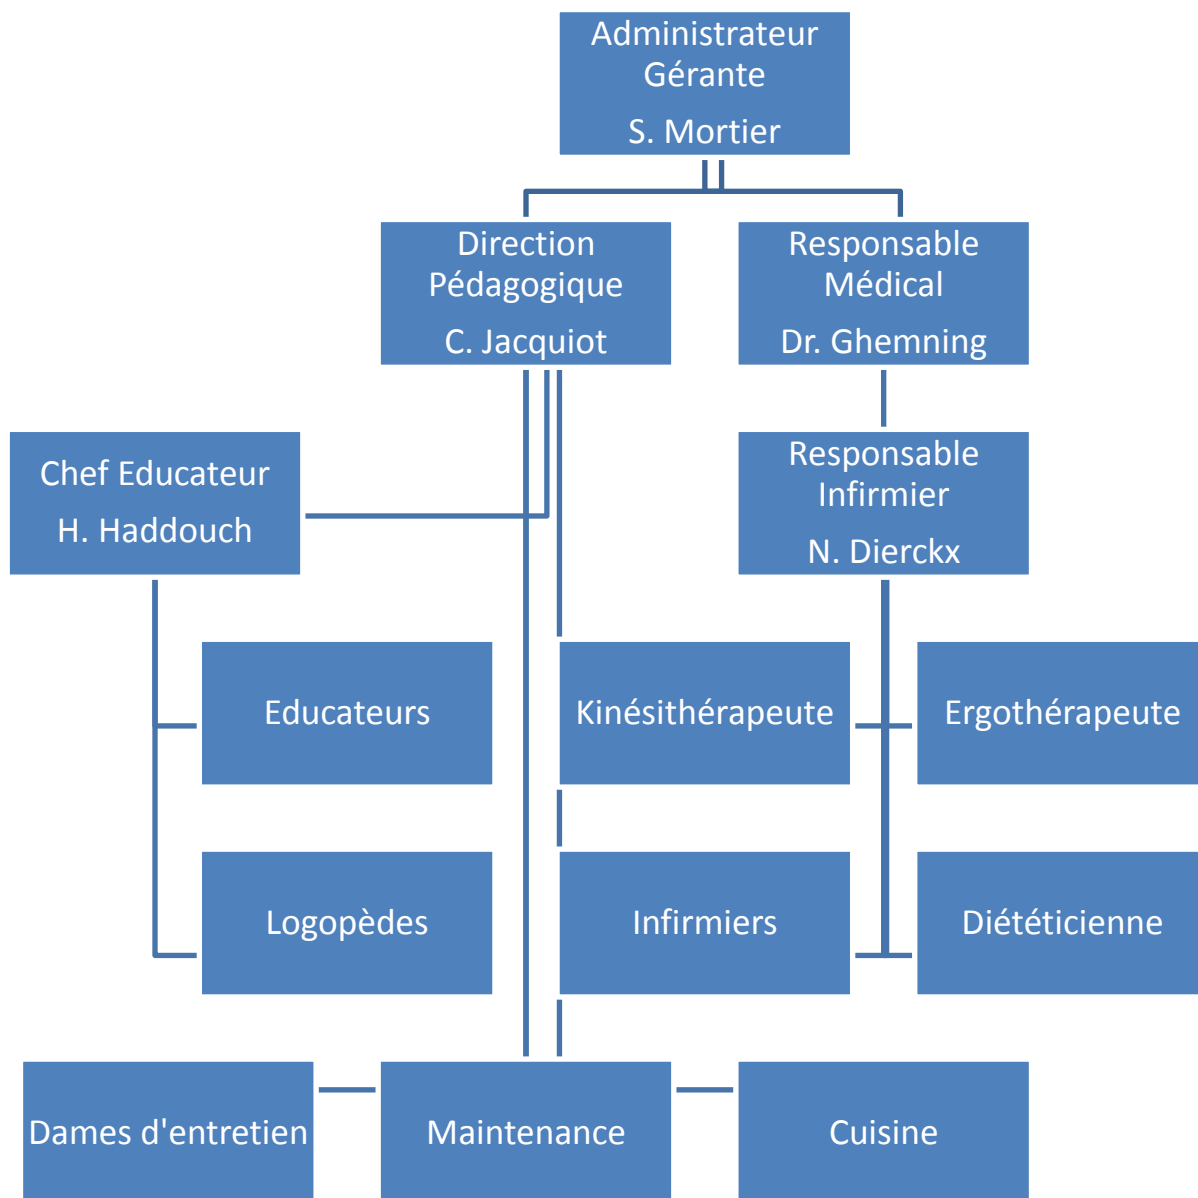 Administrateur
Gérante
S. Mortier
Direction
Pédagogique
C. Jacquiot
Responsable
Médical
Dr. Ghemning
Chef Educateur
H. Haddouch
Responsable
Infirmier
N. Dierckx
Educateurs
Kinésithérapeute
Ergothérapeute
Logopèdes
Infirmiers
Diététicienne
Dames d'entretien
Maintenance
Cuisine